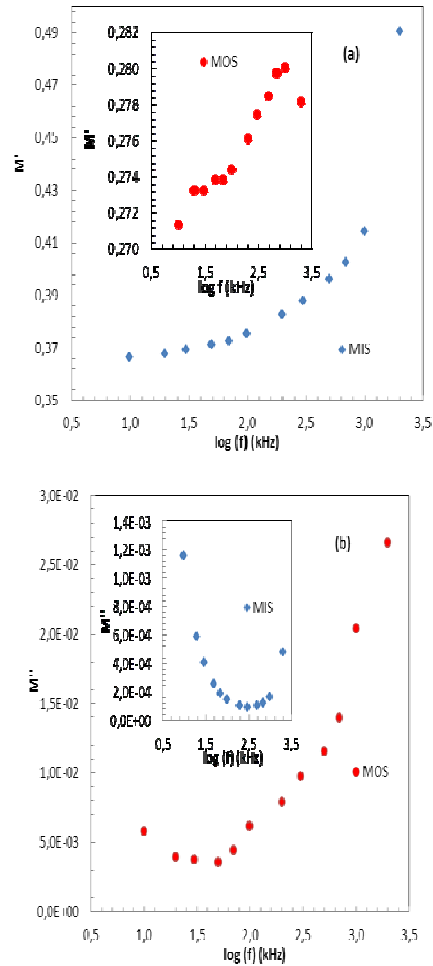 (a)
0,49
0,47
0,45
0,43
0,41
0,39
0,37
0,35
M'
0,5 1,0 1,5 2,0 2,5 3,0 3,5
log (f) (kHz)
MIS
0,282
0,280
0,278
0,276
0,274
0,272
0,270
M'
MOS
0,5 1,5 2,5 3,5
log f (kHz)
(b)
3,0E-02
2,5E-02
2,0E-02
1,5E-02
1,0E-02
5,0E-03
0,0E+00
M''
0,5 1,0 1,5 2,0 2,5 3,0 3,5
log (f) (kHz)
MOS
1,4E-03
1,2E-03
1,0E-03
8,0E-04
6,0E-04
4,0E-04
2,0E-04
0,0E+00
M''
MIS
0,5 1,5 2,5 3,5
log (f) (kHz)